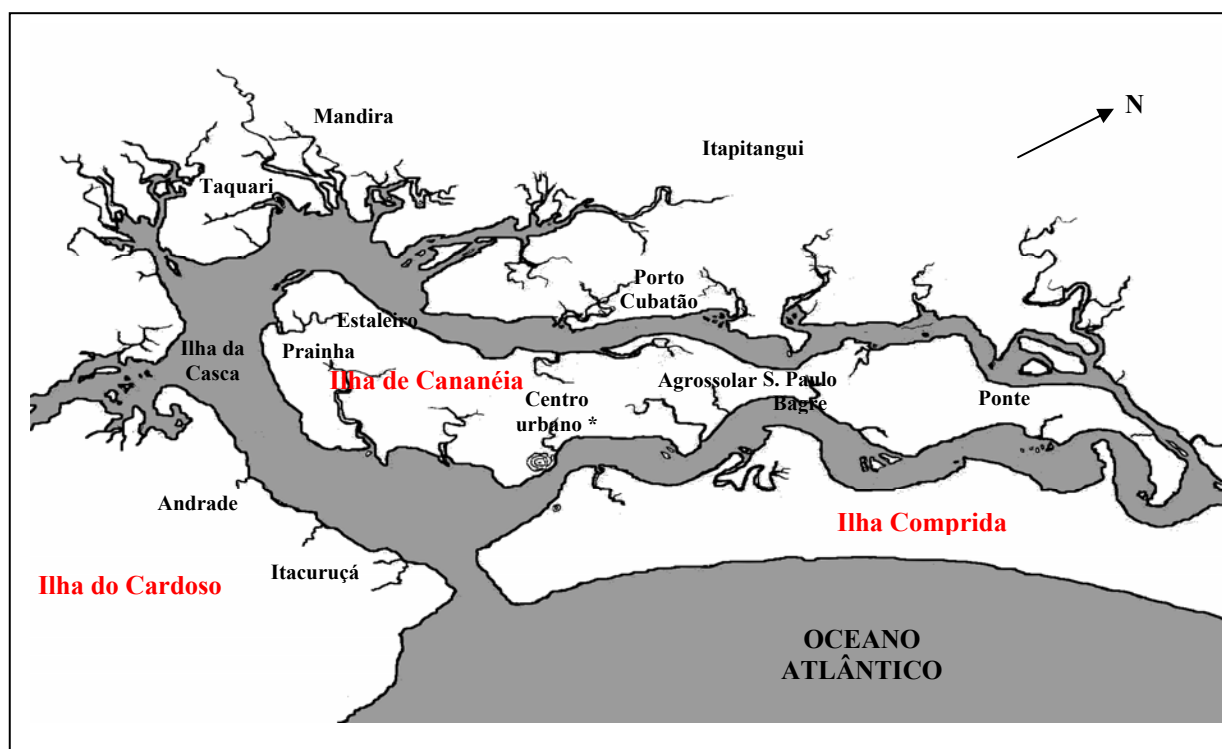 N
Mandira
Itapitangui
Taquari
Porto
Cubatão
Estaleiro
Ilha da
Casca
Prainha
Ilha de Cananéia
Centro
urbano *
Agrossolar
S. Paulo
Bagre
Ponte
Andrade
Ilha Comprida
Itacuruçá
Ilha do Cardoso
OCEANO
ATLÂNTICO